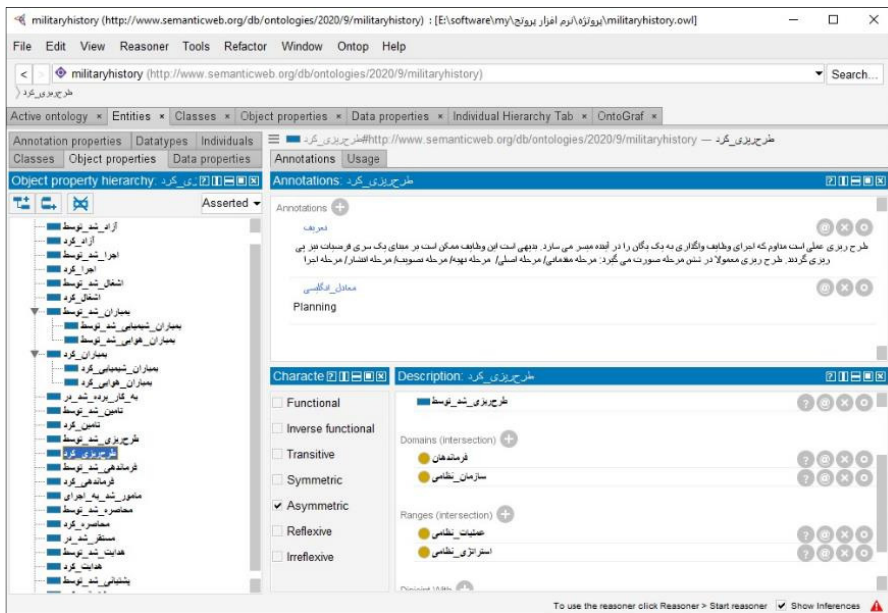 militaryhistory (http://www.semanticweb.org/db/ontologies/2020/9/militaryhistory) : [E:\software\my\پروتژه\نرم افزار پروتج\militaryhistory.owl]
File Edit View Reasoner Tools Refactor Window Ontop Help
militaryhistory (http://www.semanticweb.org/db/ontologies/2020/9/militaryhistory) Search...
طرح‌ریزی_کرد
Active ontology × Entities × Classes × Object properties × Data properties × Individual Hierarchy Tab × OntoGraf ×
Annotation properties Datatypes Individuals
Classes Object properties Data properties
طرح‌ریزی_کرد — http://www.semanticweb.org/db/ontologies/2020/9/militaryhistory#طرح‌ریزی_کرد
Annotations Usage
Object property hierarchy:
Asserted
آزاد_شد_توسط
آزاد_کرد
اجرا_شد_توسط
اجرا_کرد
اشغال_شد_توسط
اشغال_کرد
بمباران_شد_توسط
بمباران_شیمیایی_شد_توسط
بمباران_هوایی_شد_توسط
بمباران_کرد
بمباران_شیمیایی_کرد
بمباران_هوایی_کرد
به_کار_برده_شد_در
تامین_شد_توسط
تامین_کرد
طرح‌ریزی_شد_توسط
طرح‌ریزی_کرد
فرماندهی_شد_توسط
فرماندهی_کرد
مامور_شد_به_اجرای
محاصره_شد_توسط
محاصره_کرد
مستقر_شد_در
هدایت_شد_توسط
هدایت_کرد
پشتیبانی_شد_توسط
Annotations: طرح‌ریزی_کرد
Annotations
تعریف
طرح ریزی عملی است مداوم که اجرای وظایف واگذاری به یک یگان را در آینده میسر می سازد. بدیهی است این وظایف ممکن است بر مبنای یک سری فرضیات نیز پی
ریزی گردند. طرح ریزی معمولا در شش مرحله صورت می گیرد: مرحله مقدماتی/ مرحله اصلی/ مرحله تهیه/ مرحله تصویب/ مرحله انتشار/ مرحله اجرا
معادل_انگلیسی
Planning
Characte
Functional
Inverse functional
Transitive
Symmetric
Asymmetric
Reflexive
Irreflexive
Description: طرح‌ریزی_کرد
طرح‌ریزی_شد_توسط
Domains (intersection)
فرماندهان
سازمان_نظامی
Ranges (intersection)
عملیات_نظامی
استراتژی_نظامی
Disjoint With
To use the reasoner click Reasoner > Start reasoner Show Inferences